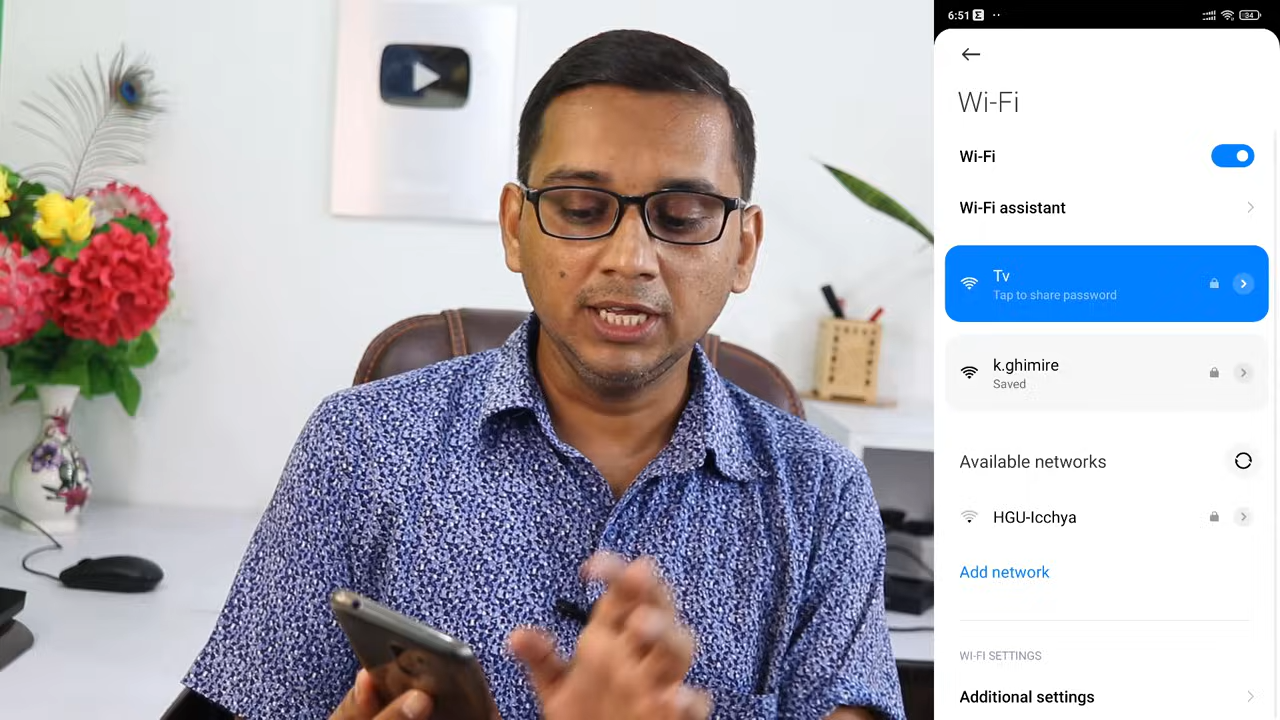 6:51
34
Wi-Fi
Wi-Fi
Wi-Fi assistant
Tv
Tap to share password
k.ghimire
Saved
Available networks
HGU-Icchya
Add network
WI-FI SETTINGS
Additional settings